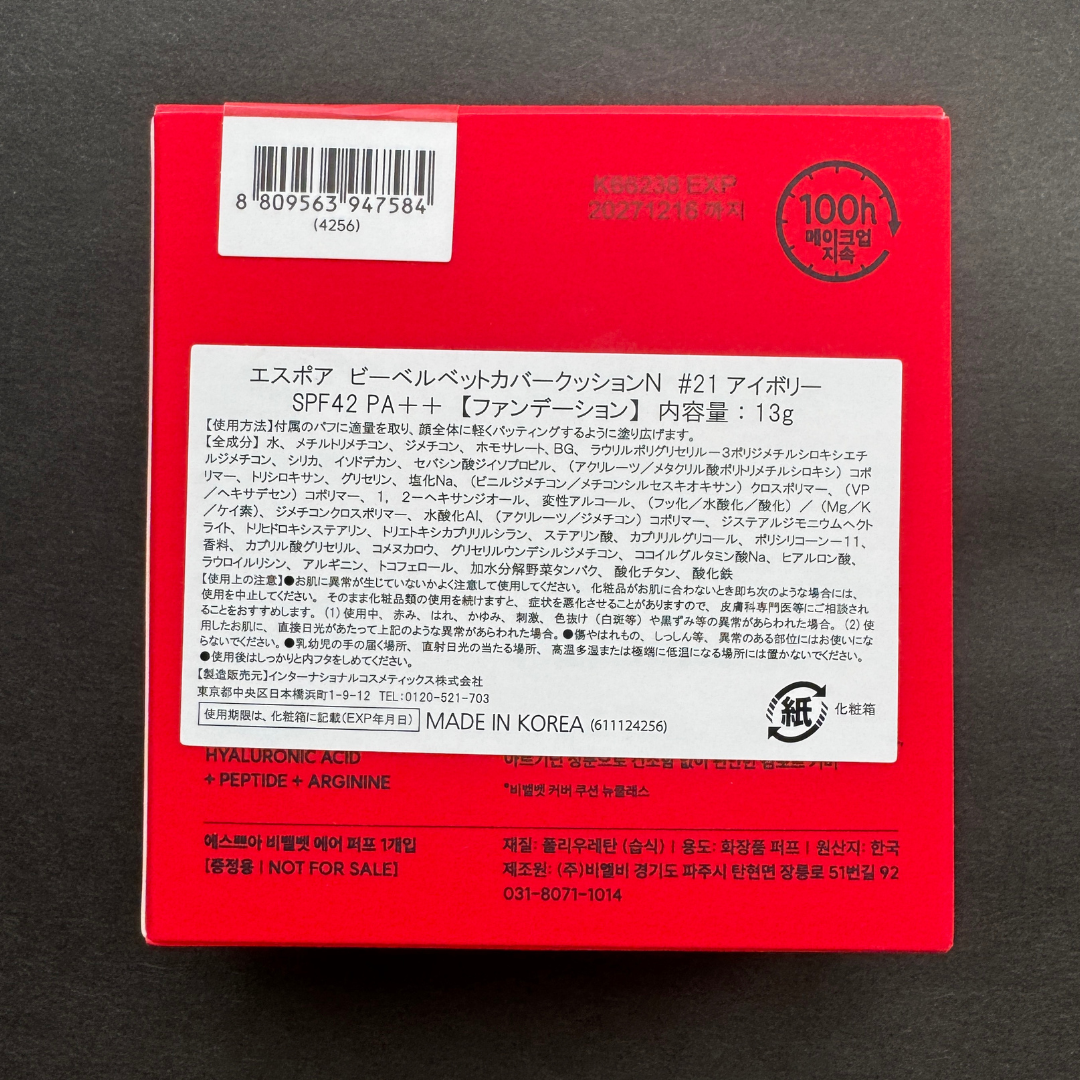 8 809563 947584
(4256)
EXP
20271216 까지
100h
메이크업
지속
エスポア ビーベルベットカバークッションN #21 アイボリー
SPF42 PA++ 【ファンデーション】 内容量：13g
【使用方法】付属のパフに適量を取り、顔全体に軽くパッティングするように塗り広げます。
【全成分】水、メチルトリメチコン、ジメチコン、ホモサレート、BG、ラウリルポリグリセリル－3ポリジメチルシロキシエチ
ルジメチコン、シリカ、イソドデカン、セバシン酸ジイソプロピル、（アクリレーツ／メタクリル酸ポリトリメチルシロキシ）コポ
リマー、トリシロキサン、グリセリン、塩化Na、（ビニルジメチコン／メチコンシルセスキオキサン）クロスポリマー、（VP
／ヘキサデセン）コポリマー、1，2－ヘキサンジオール、変性アルコール、（フッ化／水酸化／酸化）／（Mg／K
／ケイ素）、ジメチコンクロスポリマー、水酸化Al、（アクリレーツ／ジメチコン）コポリマー、ジステアルジモニウムヘクト
ライト、トリヒドロキシステアリン、トリエトキシカプリリルシラン、ステアリン酸、カプリリルグリコール、ポリシリコーン－11、
香料、カプリル酸グリセリル、コメヌカロウ、グリセリルウンデシルジメチコン、ココイルグルタミン酸Na、ヒアルロン酸、
ラウロイルリシン、アルギニン、トコフェロール、加水分解野菜タンパク、酸化チタン、酸化鉄
【使用上の注意】●お肌に異常が生じていないかよく注意して使用してください。化粧品がお肌に合わないとき即ち次のような場合には、
使用を中止してください。そのまま化粧品類の使用を続けますと、症状を悪化させることがありますので、皮膚科専門医等にご相談され
ることをおすすめします。（1）使用中、赤み、はれ、かゆみ、刺激、色抜け（白斑等）や黒ずみ等の異常があらわれた場合。（2）使
用したお肌に、直接日光があたって上記のような異常があらわれた場合。●傷やはれもの、しっしん等、異常のある部位にはお使いにな
らないでください。●乳幼児の手の届く場所、直射日光の当たる場所、高温多湿または極端に低温になる場所には置かないでください。
●使用後はしっかりと内フタをしめてください。
【製造販売元】インターナショナルコスメティックス株式会社
東京都中央区日本橋浜町1-9-12 TEL:0120-521-703
使用期限は、化粧箱に記載(EXP年月日) MADE IN KOREA (611124256)
紙 化粧箱
HYALURONIC ACID
+ PEPTIDE + ARGININE
*비벨벳 커버 쿠션 뉴클래스
에스쁘아 비벨벳 에어 퍼프 1개입
[증정용 | NOT FOR SALE]
재질: 폴리우레탄 (습식) | 용도: 화장품 퍼프 | 원산지: 한국
제조원: (주)비엘비 경기도 파주시 탄현면 장릉로 51번길 92
031-8071-1014